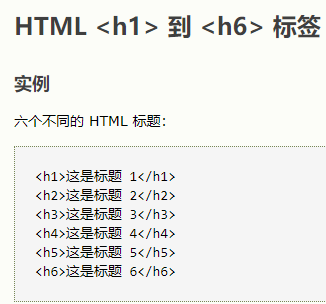 HTML <h1> 到 <h6> 标签
实例
六个不同的 HTML 标题:
<h1>这是标题 1</h1>
<h2>这是标题 2</h2>
<h3>这是标题 3</h3>
<h4>这是标题 4</h4>
<h5>这是标题 5</h5>
<h6>这是标题 6</h6>